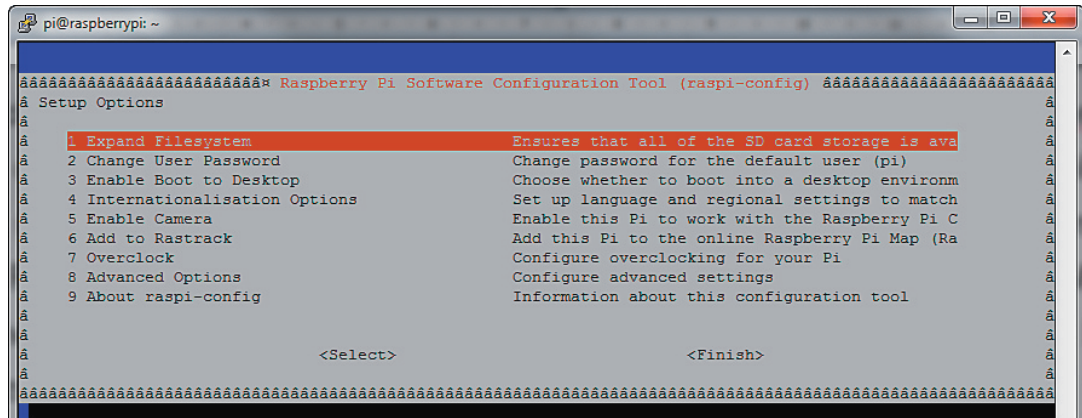 pi@raspberrypi: ~
ââââââââââââââââââââââââââ¤ Raspberry Pi Software Configuration Tool (raspi-config) ââââââââââââââââââââââââ
â Setup Options â
â â
â 1 Expand Filesystem Ensures that all of the SD card storage is ava â
â 2 Change User Password Change password for the default user (pi) â
â 3 Enable Boot to Desktop Choose whether to boot into a desktop environm â
â 4 Internationalisation Options Set up language and regional settings to match â
â 5 Enable Camera Enable this Pi to work with the Raspberry Pi C â
â 6 Add to Rastrack Add this Pi to the online Raspberry Pi Map (Ra â
â 7 Overclock Configure overclocking for your Pi â
â 8 Advanced Options Configure advanced settings â
â 9 About raspi-config Information about this configuration tool â
â â
â â
â <Select> <Finish> â
â â
ââââââââââââââââââââââââââââââââââââââââââââââââââââââââââââââââââââââââââââââââââââââââââââââââââââââââââ